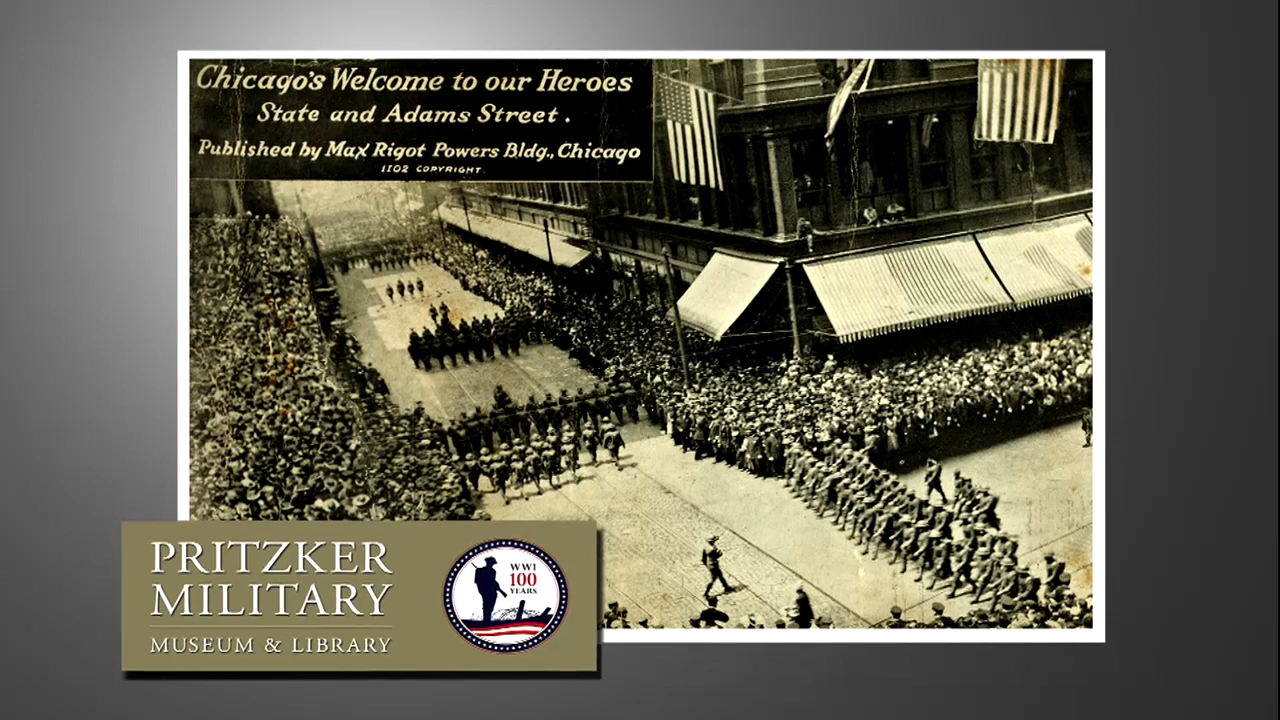 Chicago's Welcome to our Heroes
State and Adams Street.
Published by Max Rigot Powers Bldg., Chicago
1102 COPYRIGHT.
PRITZKER
MILITARY
MUSEUM & LIBRARY
WWI
100
YEARS